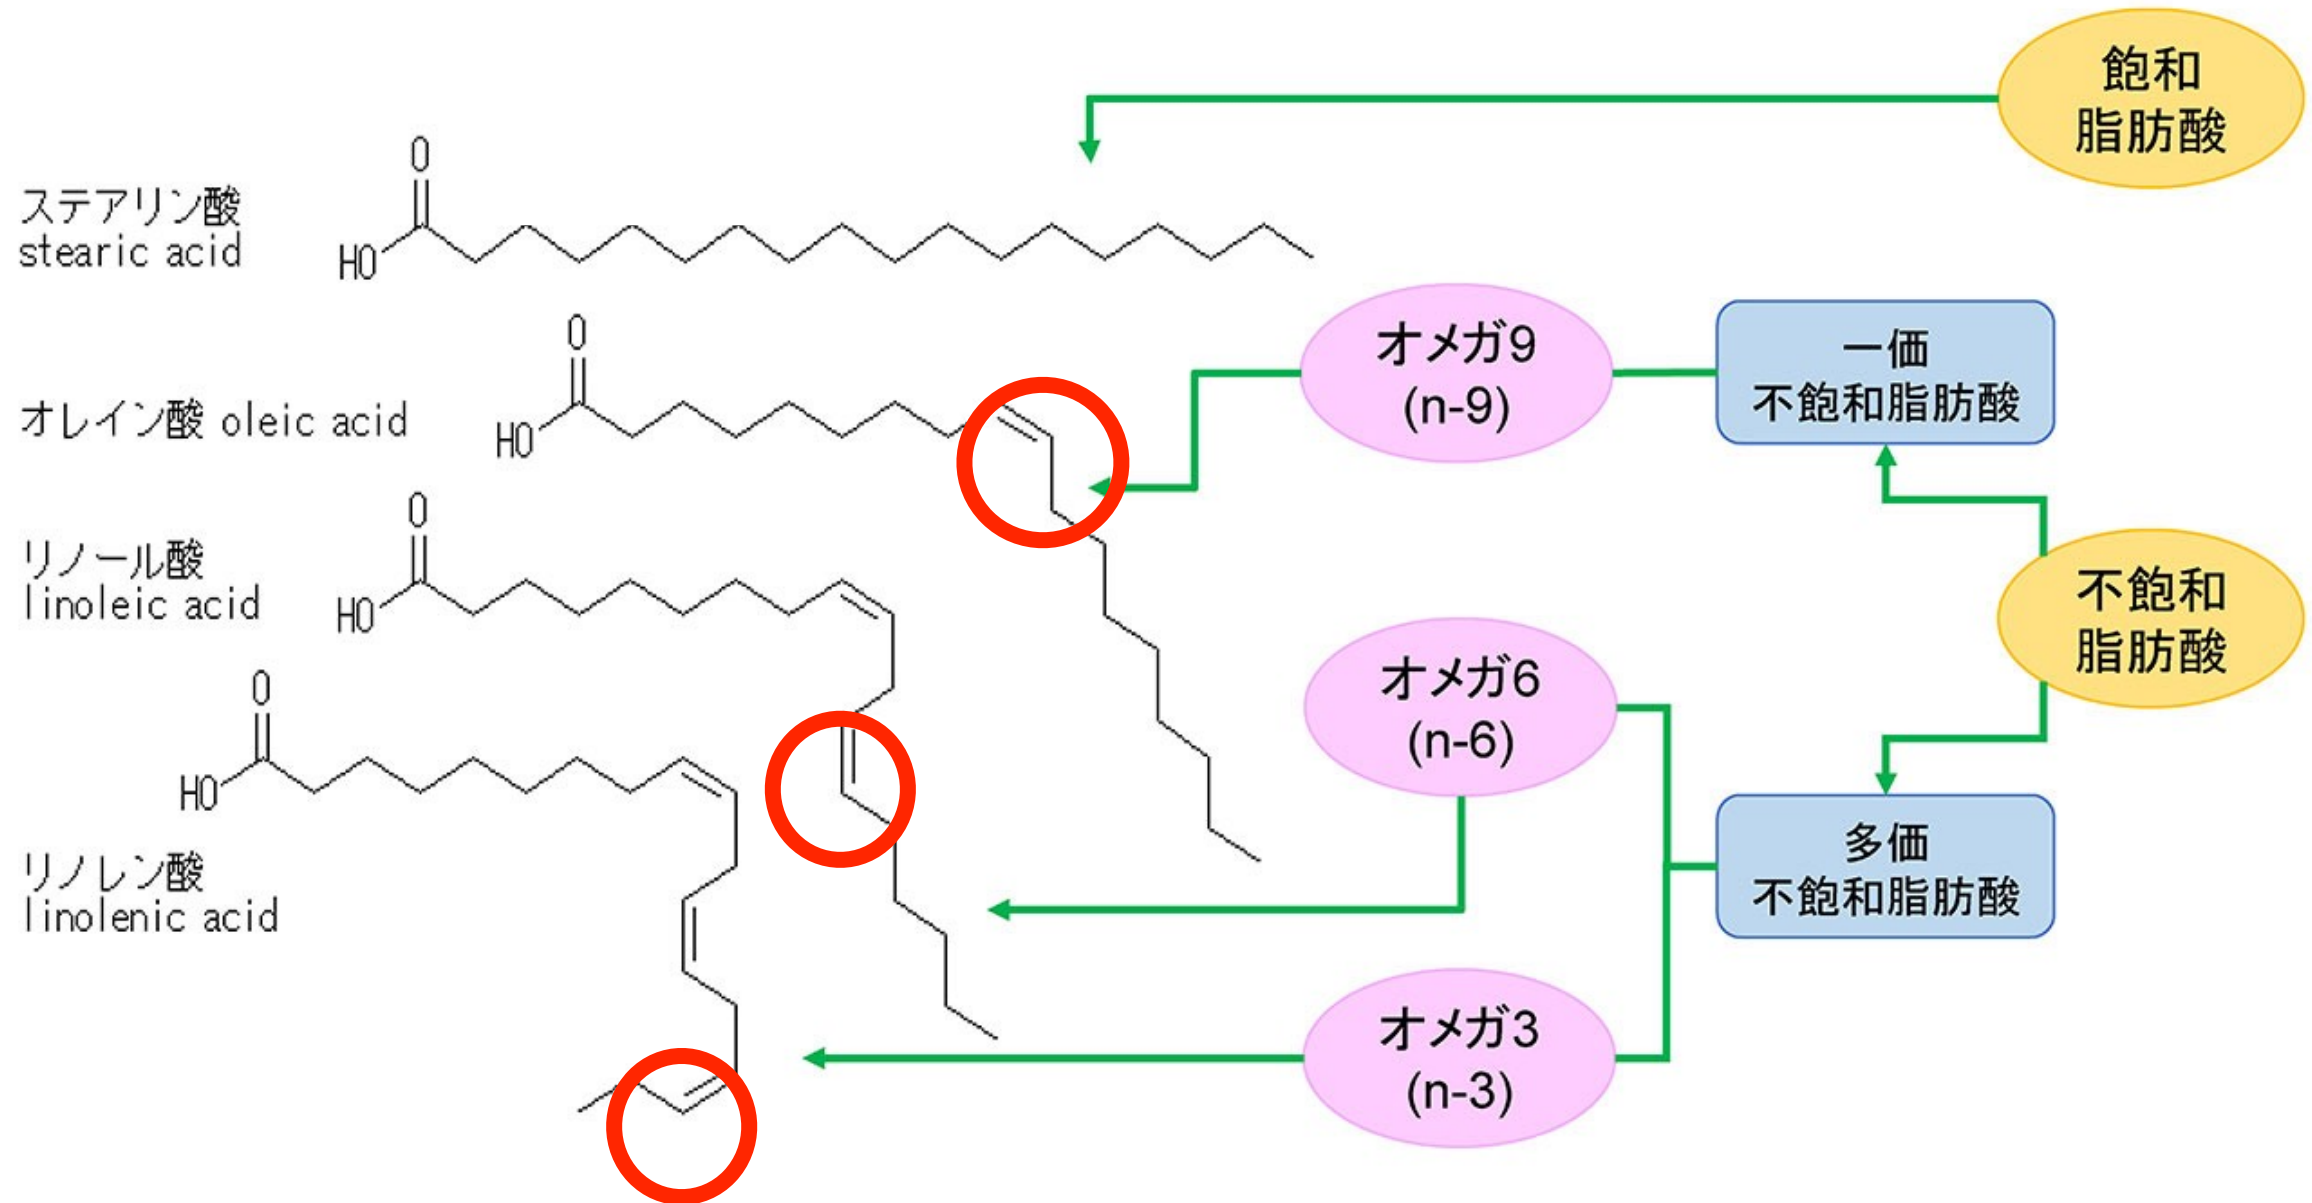 飽和
脂肪酸
O
ステアリン酸
stearic acid
HO
オメガ9
(n-9)
一価
不飽和脂肪酸
O
オレイン酸 oleic acid
HO
O
リノール酸
linoleic acid
HO
不飽和
脂肪酸
オメガ6
(n-6)
O
HO
リノレン酸
linolenic acid
多価
不飽和脂肪酸
オメガ3
(n-3)